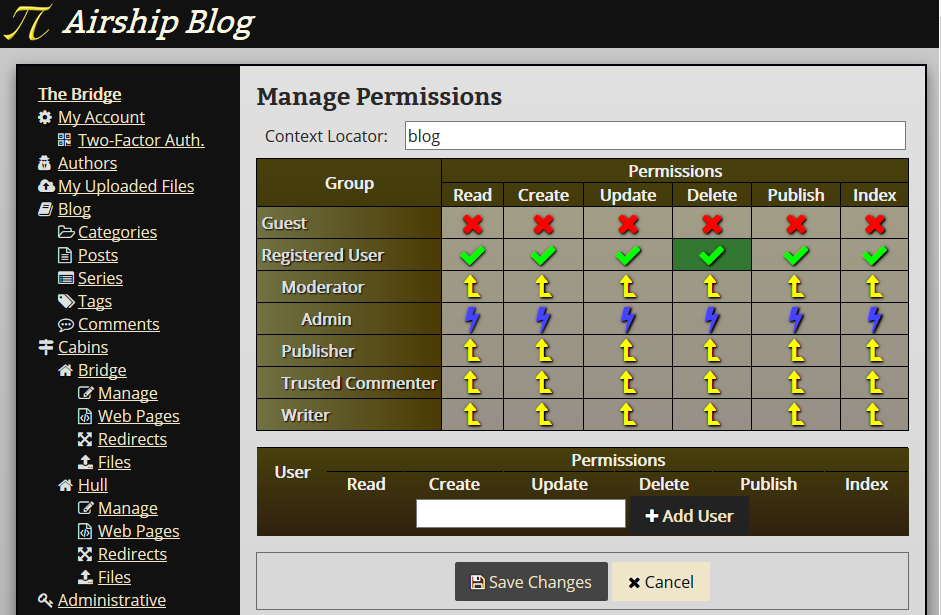 π Airship Blog
The Bridge
My Account
Two-Factor Auth.
Authors
My Uploaded Files
Blog
Categories
Posts
Series
Tags
Comments
Cabins
Bridge
Manage
Web Pages
Redirects
Files
Hull
Manage
Web Pages
Redirects
Files
Administrative
Manage Permissions
Context Locator: blog
Group
Permissions
Read Create Update Delete Publish Index
Guest
Registered User
Moderator
Admin
Publisher
Trusted Commenter
Writer
User
Permissions
Read Create Update Delete Publish Index
Add User
Save Changes Cancel